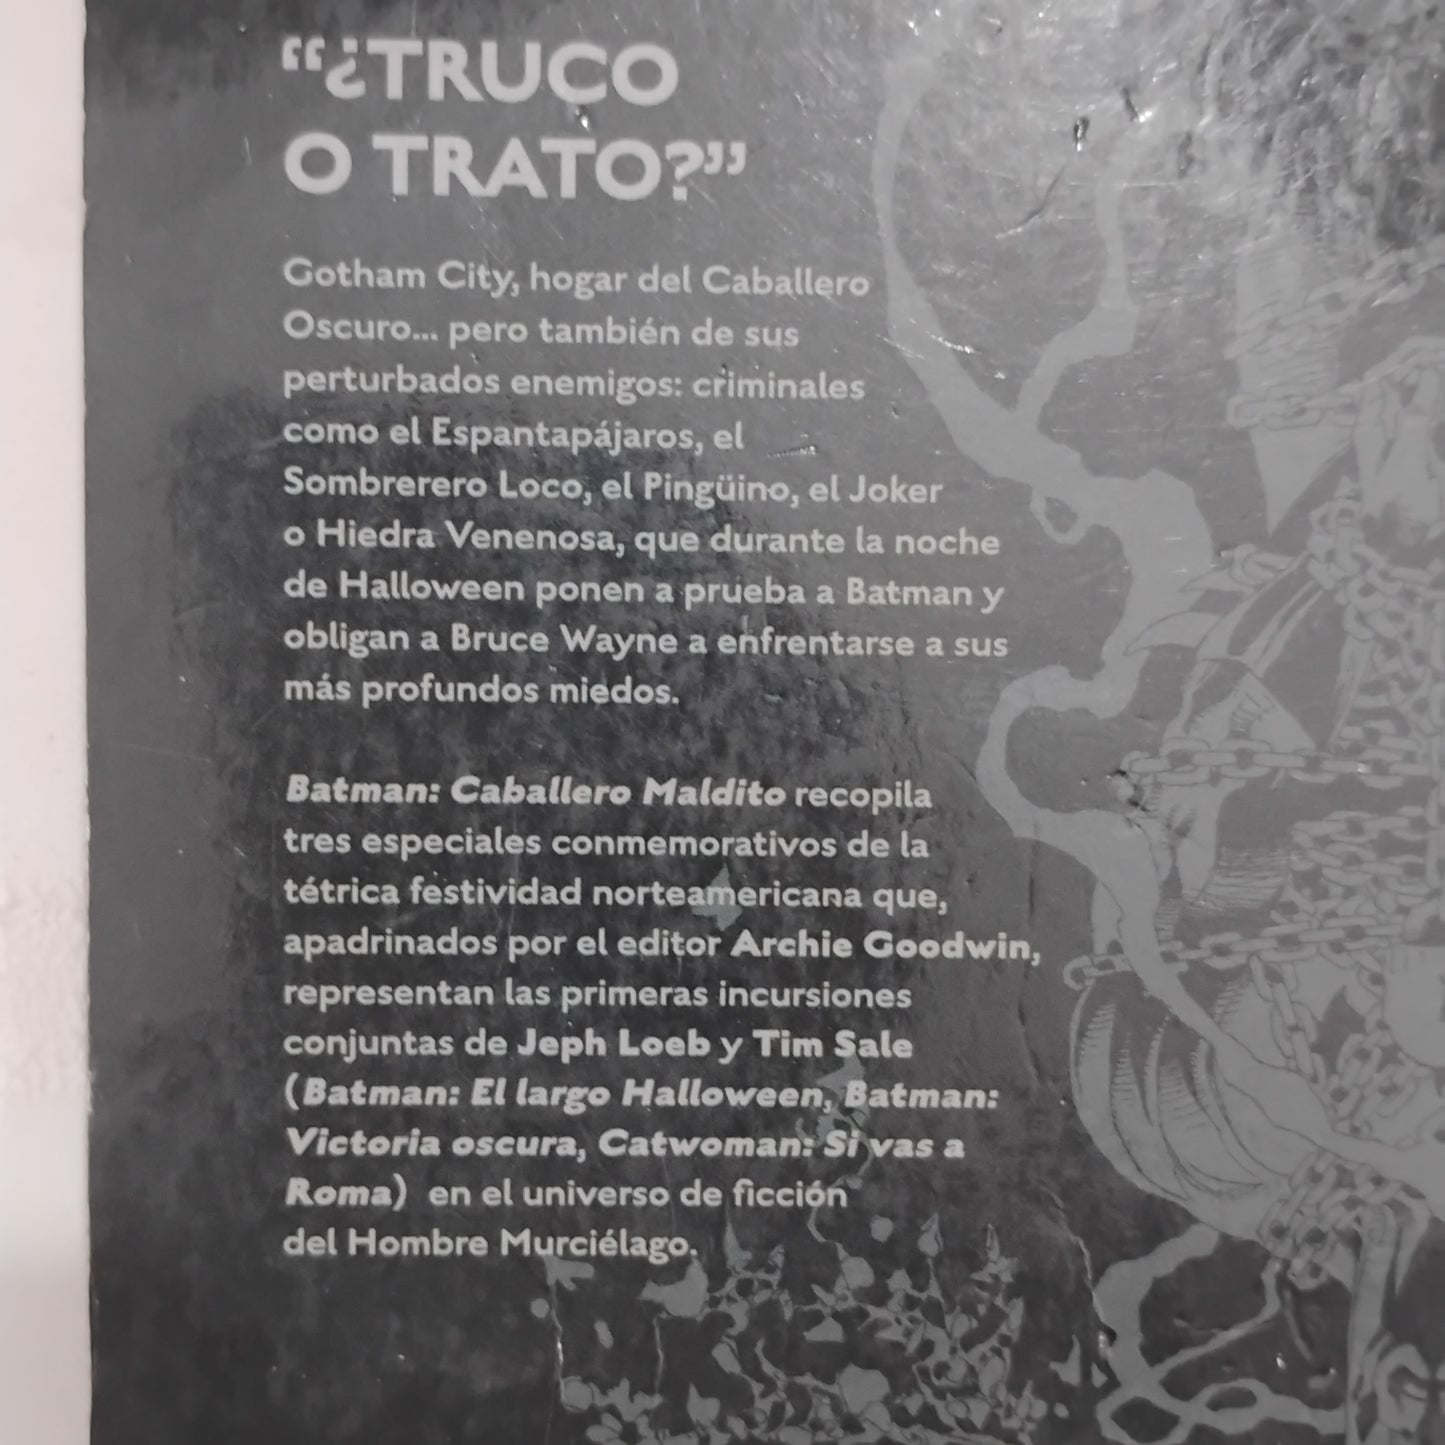 “¿TRUCO
O TRATO?”
Gotham City, hogar del Caballero
Oscuro... pero también de sus
perturbados enemigos: criminales
como el Espantapájaros, el
Sombrerero Loco, el Pingüino, el Joker
o Hiedra Venenosa, que durante la noche
de Halloween ponen a prueba a Batman y
obligan a Bruce Wayne a enfrentarse a sus
más profundos miedos.
Batman: Caballero Maldito recopila
tres especiales conmemorativos de la
tétrica festividad norteamericana que,
apadrinados por el editor Archie Goodwin,
representan las primeras incursiones
conjuntas de Jeph Loeb y Tim Sale
(Batman: El largo Halloween, Batman:
Victoria oscura, Catwoman: Si vas a
Roma) en el universo de ficción
del Hombre Murciélago.